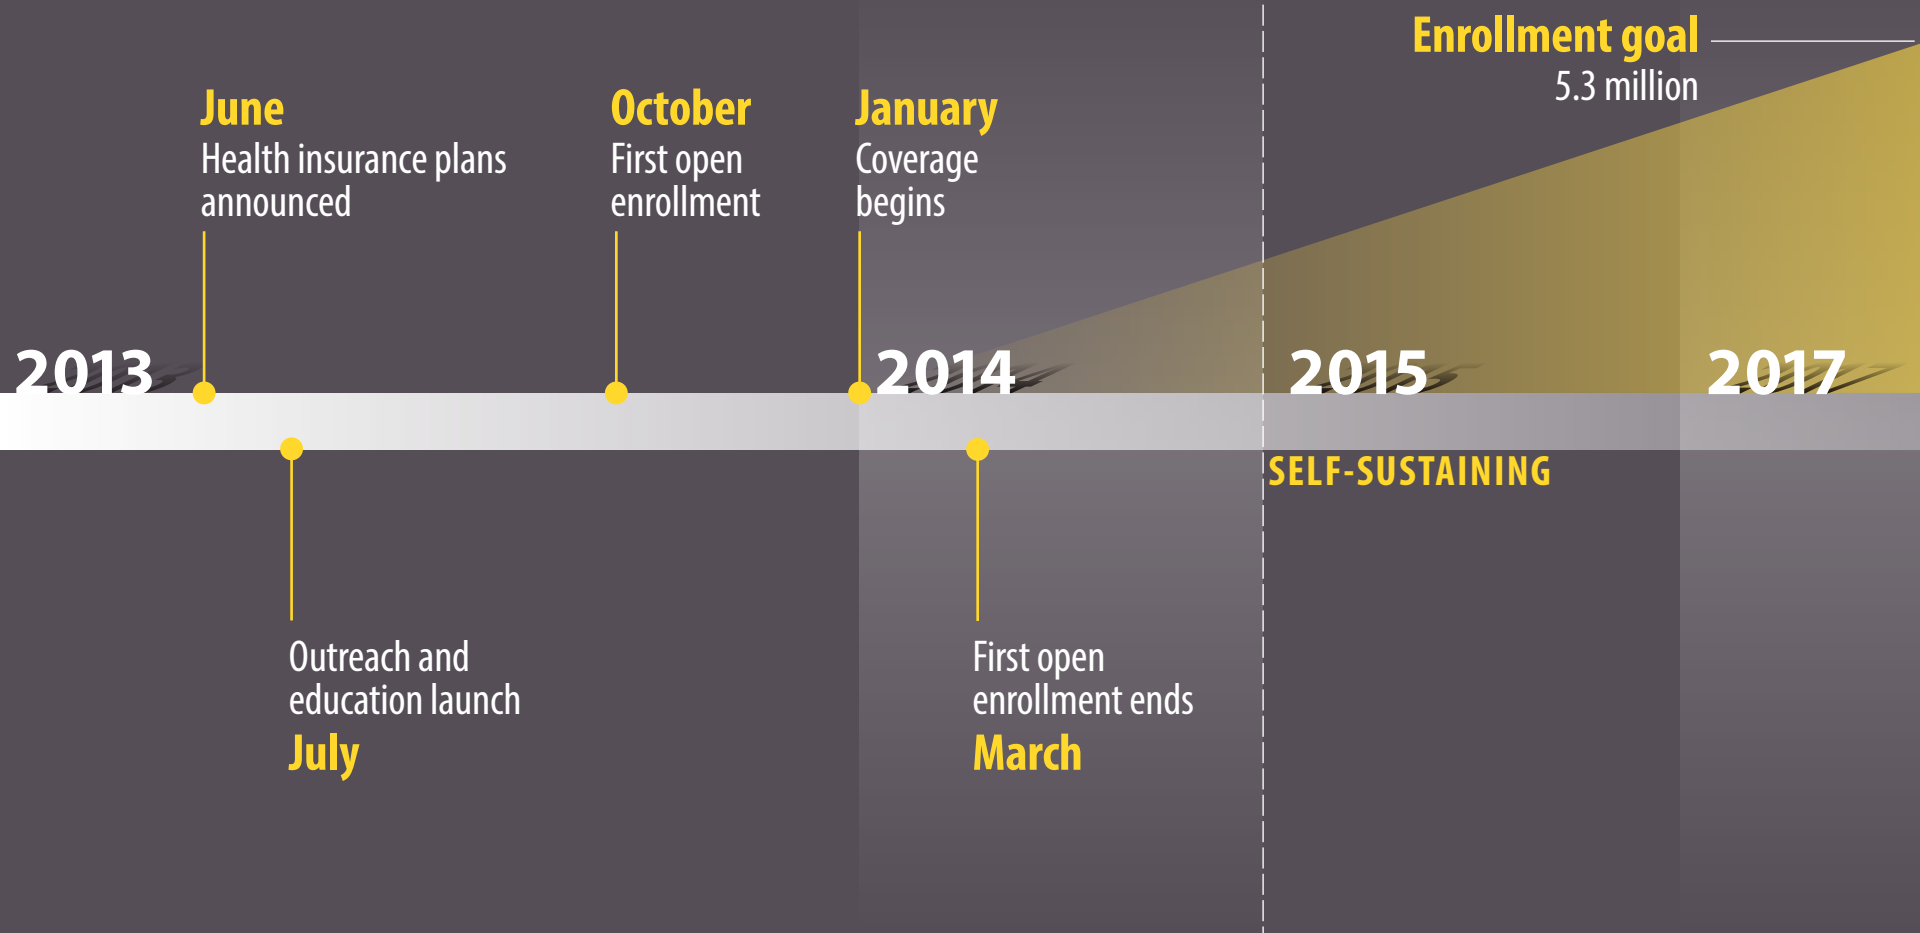 Enrollment goal
5.3 million
June
Health insurance plans
announced
October
First open
enrollment
January
Coverage
begins
2013
2014
2015
2017
SELF-SUSTAINING
Outreach and
education launch
July
First open
enrollment ends
March